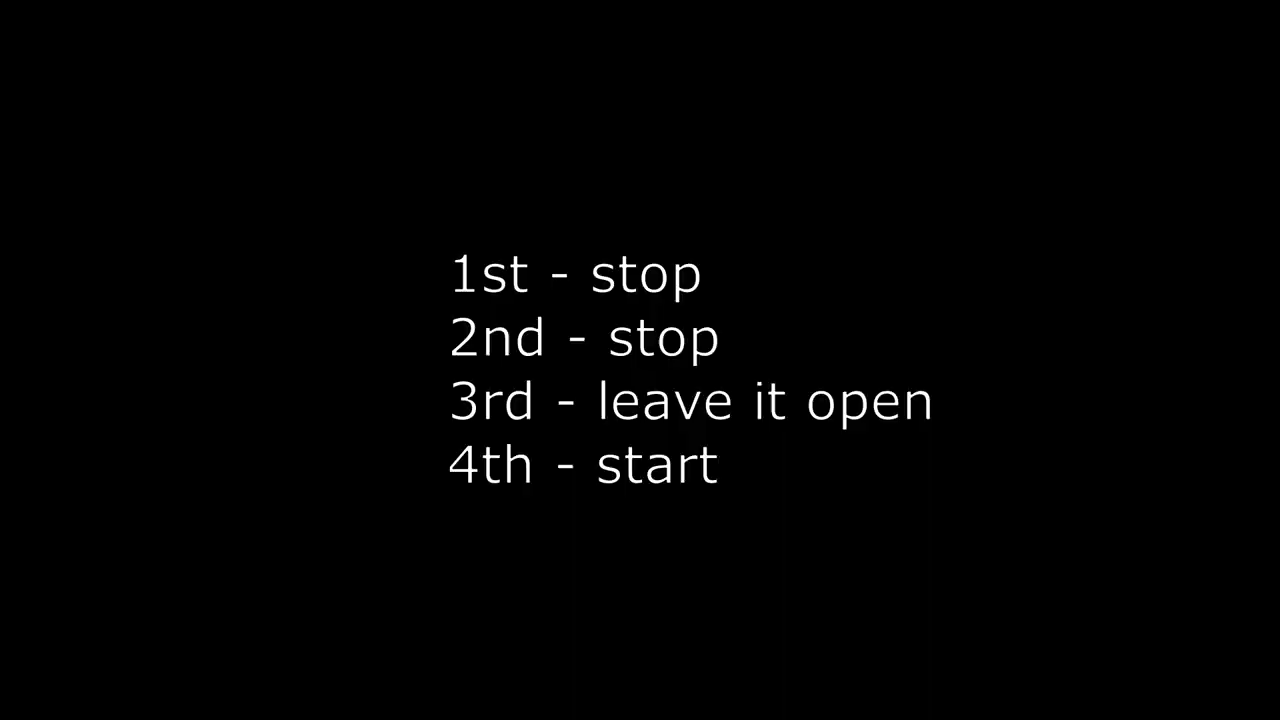 1st - stop
2nd - stop
3rd - leave it open
4th - start